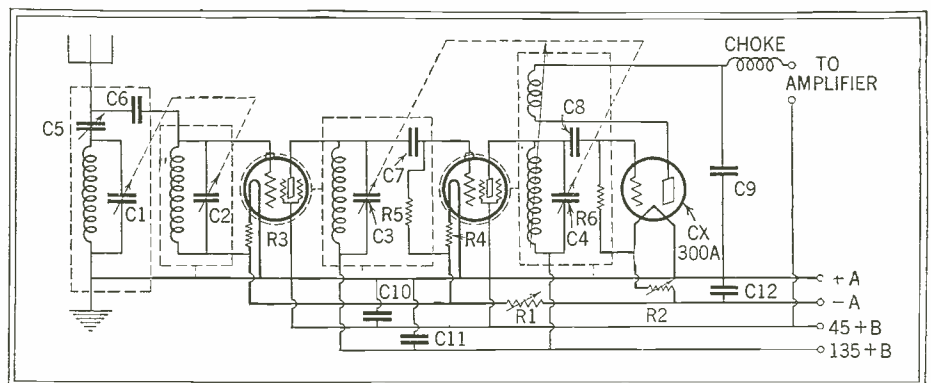 CHOKE
TO
AMPLIFIER
C6
C5
C8
C7
C1
C2
R3
R5
C3
R4
R6
C4
CX
300A
C9
+A
C10
C12
R1
R2
-A
45+B
C11
135+B